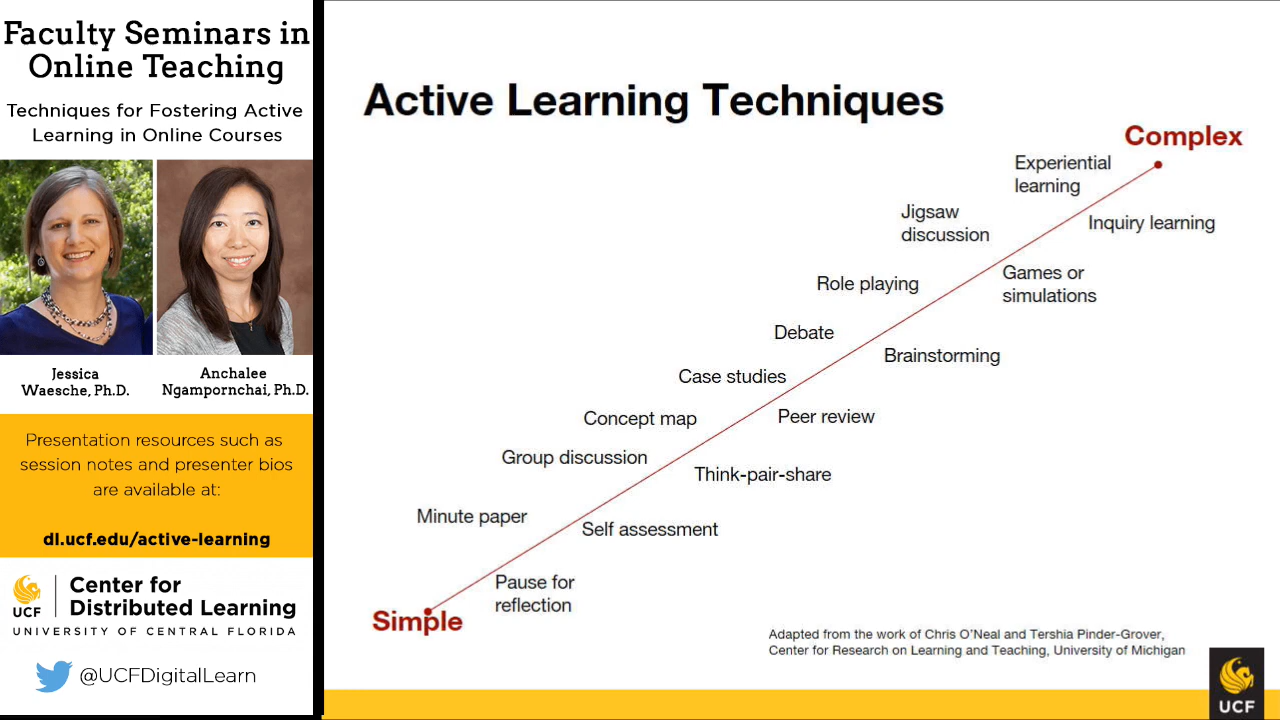 Faculty Seminars in
Online Teaching
Techniques for Fostering Active
Learning in Online Courses
Jessica
Waesche, Ph.D.
Anchalee
Ngampornchai, Ph.D.
Presentation resources such as
session notes and presenter bios
are available at:
dl.ucf.edu/active-learning
UCF
Center for
Distributed Learning
UNIVERSITY OF CENTRAL FLORIDA
@UCFDigitalLearn
Active Learning Techniques
Complex
Experiential
learning
Jigsaw
discussion
Inquiry learning
Role playing
Games or
simulations
Debate
Brainstorming
Case studies
Concept map
Peer review
Group discussion
Think-pair-share
Minute paper
Self assessment
Pause for
reflection
Simple
Adapted from the work of Chris O'Neal and Tershia Pinder-Grover,
Center for Research on Learning and Teaching, University of Michigan
UCF